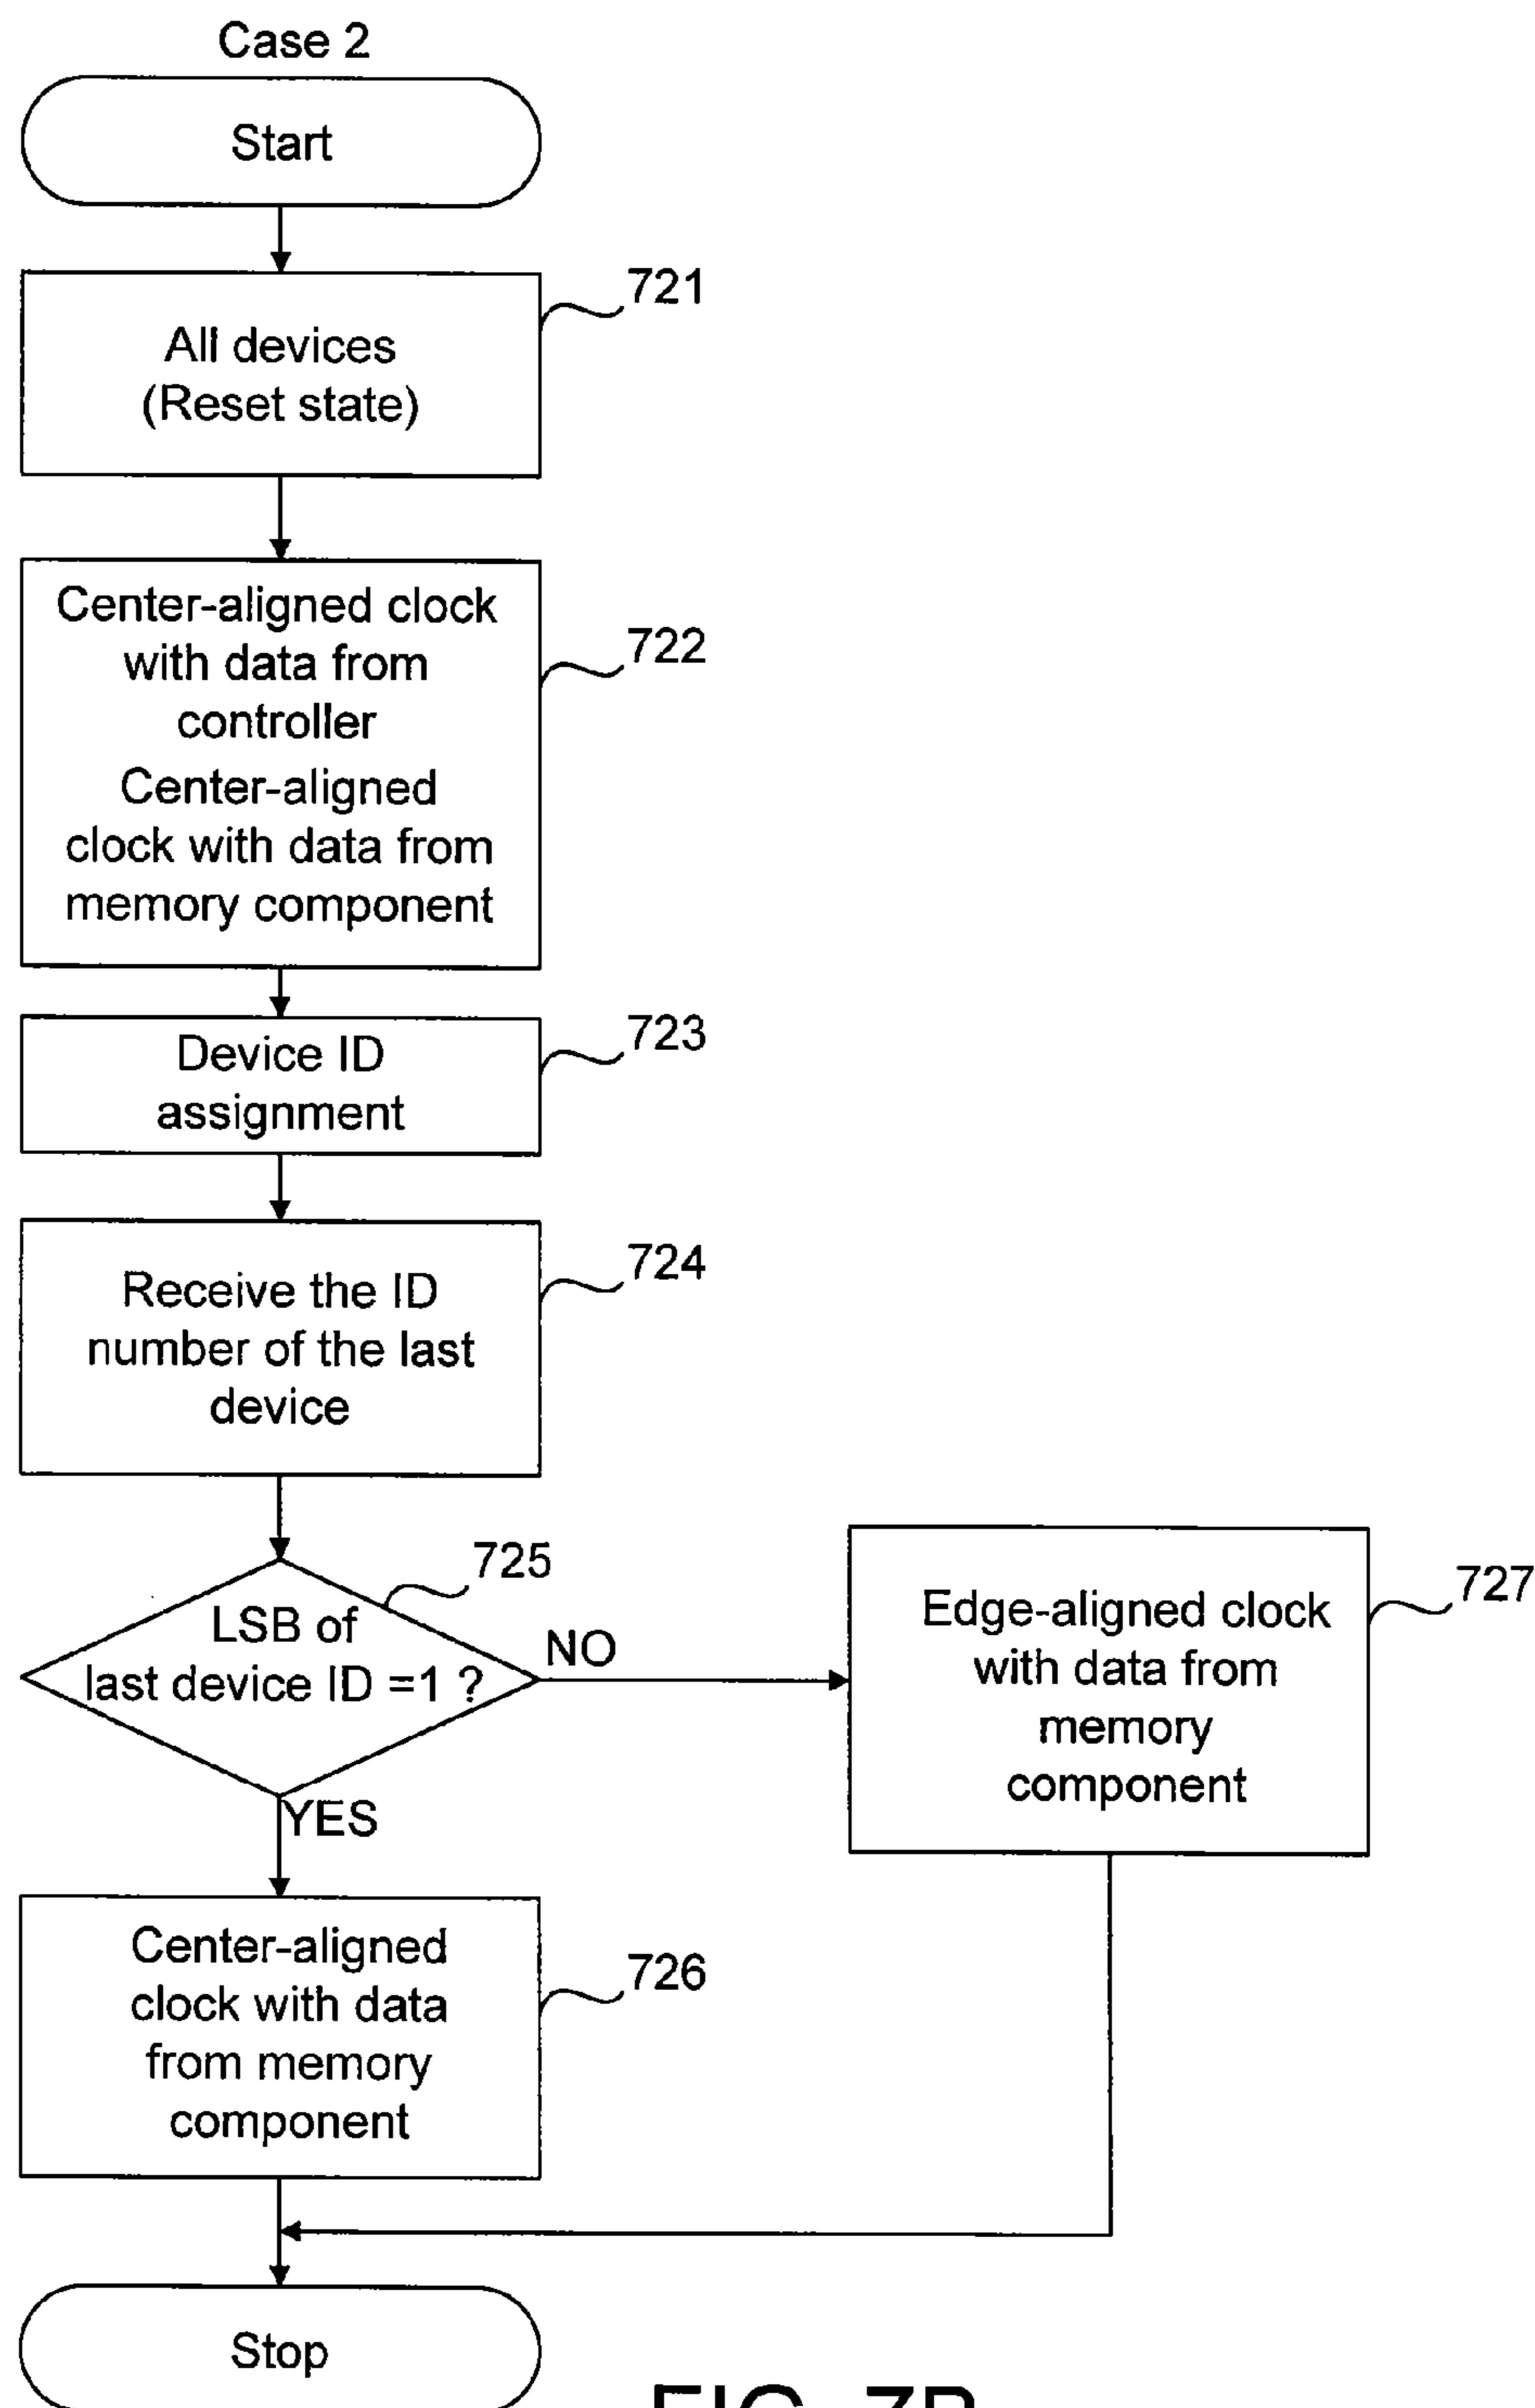 Case 2
Start
721
All devices
(Reset state)
722
Center-aligned clock
with data from
controller
Center-aligned
clock with data from
memory component
723
Device ID
assignment
724
Receive the ID
number of the last
device
725
LSB of
last device ID =1 ?
NO
727
Edge-aligned clock
with data from
memory
component
YES
726
Center-aligned
clock with data
from memory
component
Stop
FIG. 7B